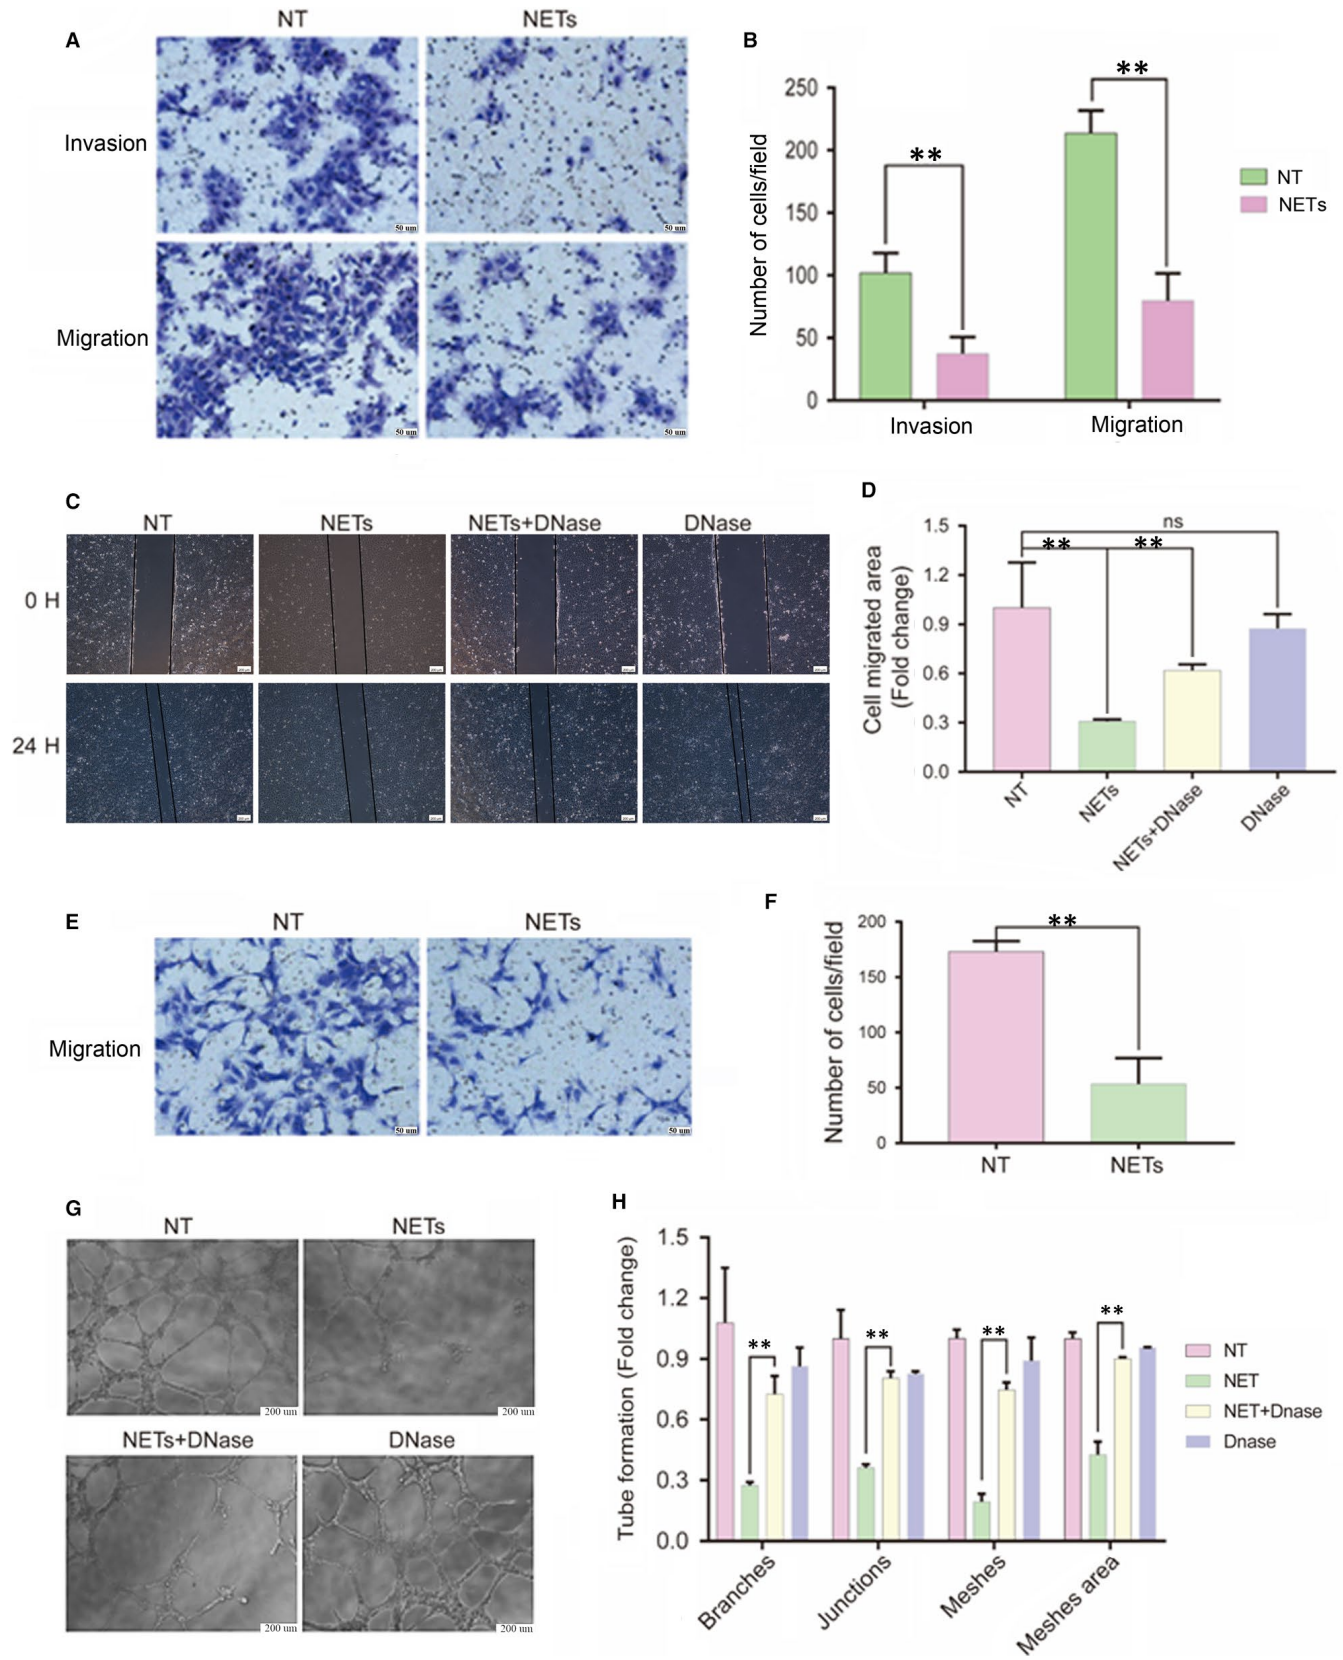 A
NT
NETs
Invasion
50 um
50 um
Migration
50 um
50 um
B
Number of cells/field
250
200
150
100
50
0
**
**
Invasion
Migration
NT
NETs
C
NT
NETs
NETs+DNase
DNase
0 H
24 H
D
Cell migrated area
(Fold change)
1.5
1.2
0.9
0.6
0.3
0.0
ns
**
**
NT
NETs
NETs+DNase
DNase
E
NT
NETs
Migration
50 um
50 um
F
Number of cells/field
200
150
100
50
0
**
NT
NETs
G
NT
NETs
200 um
200 um
NETs+DNase
DNase
200 um
200 um
H
Tube formation (Fold change)
1.5
1.2
0.9
0.6
0.3
0.0
**
**
**
**
Branches
Junctions
Meshes
Meshes area
NT
NET
NET+Dnase
Dnase